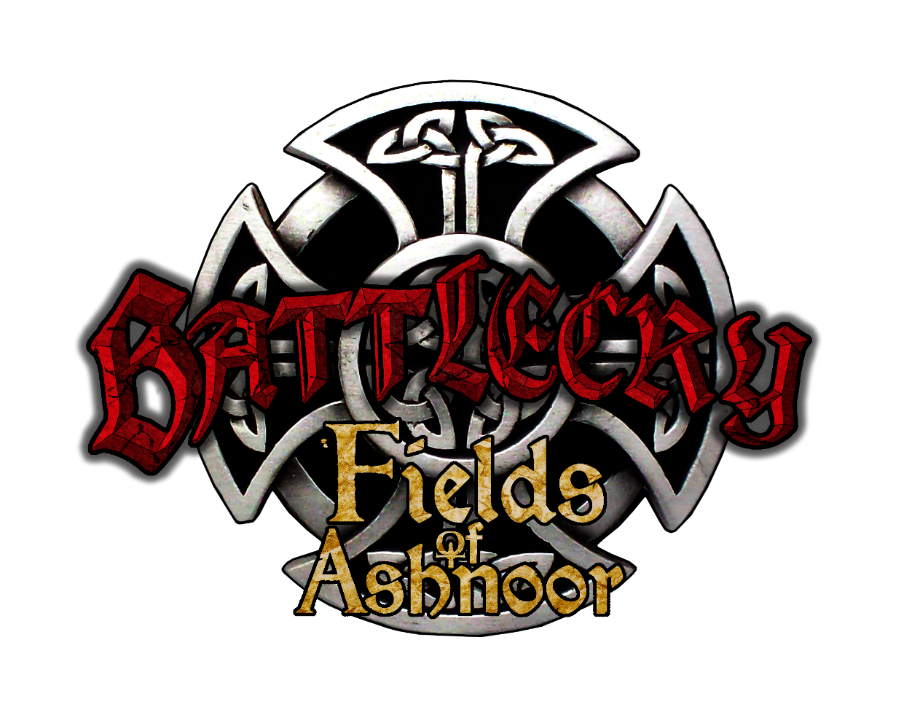 BATTLECRY
Fields
of
Ashnoor